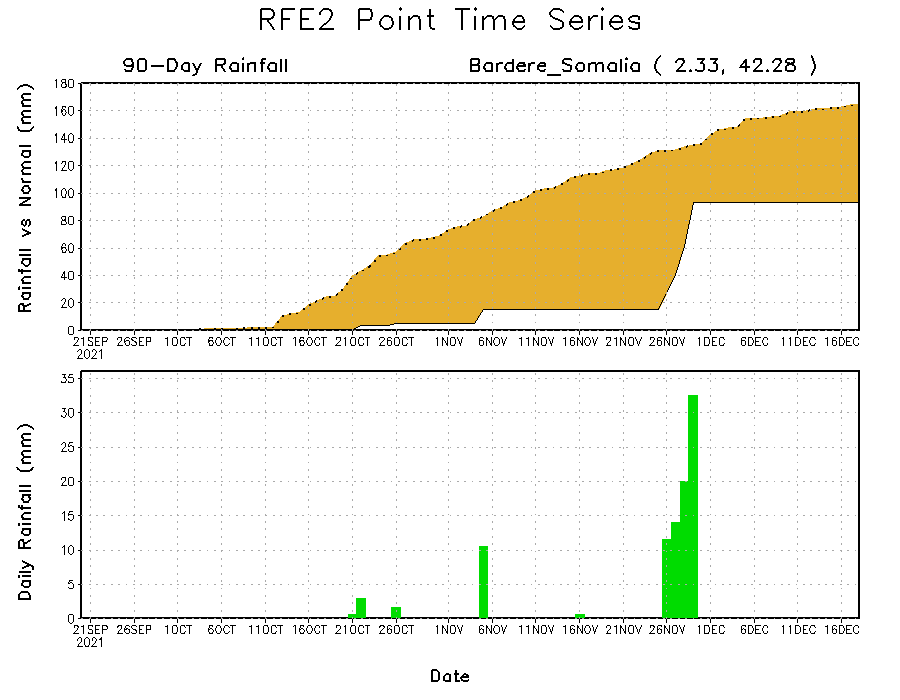 RFE2 Point Time Series
90-Day Rainfall
Bardere_Somalia ( 2.33, 42.28 )
Rainfall vs Normal (mm)
180
160
140
120
100
80
60
40
20
0
21SEP 26SEP 1OCT 6OCT 11OCT 16OCT 21OCT 26OCT 1NOV 6NOV 11NOV 16NOV 21NOV 26NOV 1DEC 6DEC 11DEC 16DEC
2021
Daily Rainfall (mm)
35
30
25
20
15
10
5
0
21SEP 26SEP 1OCT 6OCT 11OCT 16OCT 21OCT 26OCT 1NOV 6NOV 11NOV 16NOV 21NOV 26NOV 1DEC 6DEC 11DEC 16DEC
2021
Date